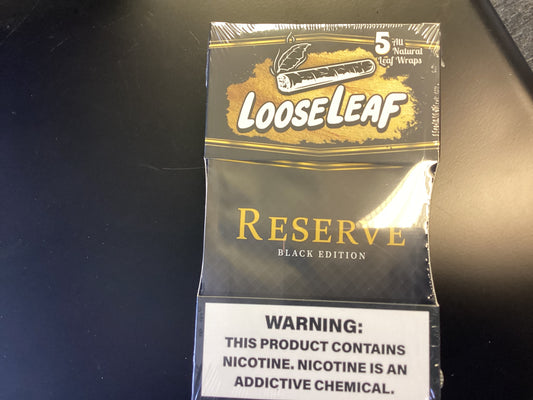 5 All
Natural
Leaf Wraps
LOOSELEAF
RESERVE
BLACK EDITION
WARNING:
THIS PRODUCT CONTAINS
NICOTINE. NICOTINE IS AN
ADDICTIVE CHEMICAL.